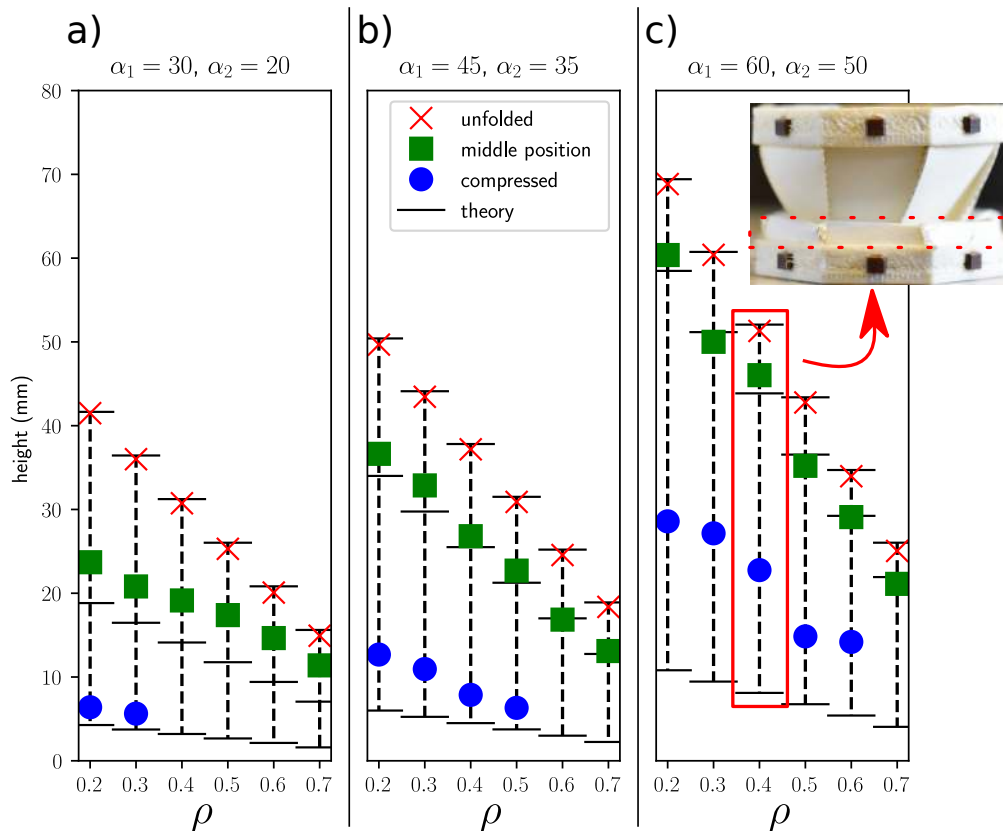 a)
b)
c)
α₁ = 30, α₂ = 20
α₁ = 45, α₂ = 35
α₁ = 60, α₂ = 50
unfolded
middle position
compressed
theory
height (mm)
80
70
60
50
40
30
20
10
0
0.2 0.3 0.4 0.5 0.6 0.7
0.2 0.3 0.4 0.5 0.6 0.7
0.2 0.3 0.4 0.5 0.6 0.7
ρ
ρ
ρ